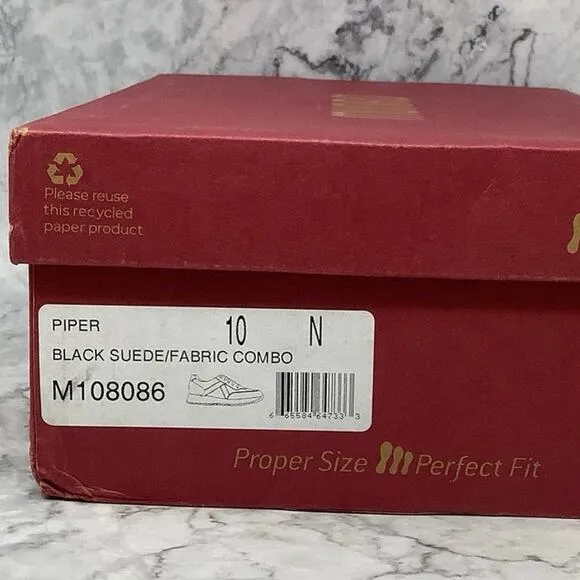 Please reuse
this recycled
paper product
PIPER 10 N
BLACK SUEDE/FABRIC COMBO
M108086
6 65584 64733 3
Proper Size Perfect Fit